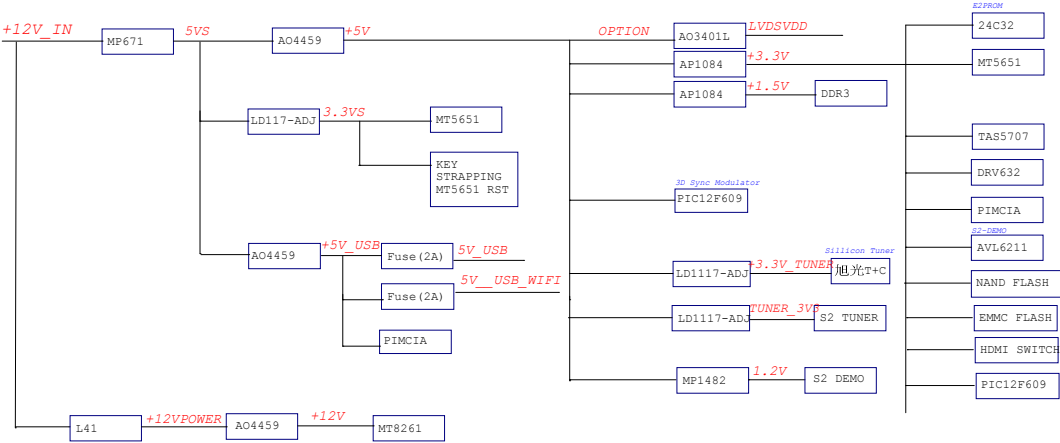 E2PROM
+12V_IN
MP671
5VS
AO4459
+5V
OPTION
AO3401L
LVDSVDD
24C32
AP1084
+3.3V
MT5651
AP1084
+1.5V
DDR3
LD117-ADJ
3.3VS
MT5651
TAS5707
KEY
STRAPPING
MT5651 RST
DRV632
3D Sync Modulator
PIC12F609
PIMCIA
S2-DEMO
AVL6211
AO4459
+5V_USB
Fuse(2A)
5V_USB
Sillicon Tuner
LD1117-ADJ
+3.3V_TUNER
旭光T+C
NAND FLASH
Fuse(2A)
5V__USB_WIFI
LD1117-ADJ
TUNER_3V3
S2 TUNER
EMMC FLASH
PIMCIA
HDMI SWITCH
MP1482
1.2V
S2 DEMO
PIC12F609
L41
+12VPOWER
AO4459
+12V
MT8261